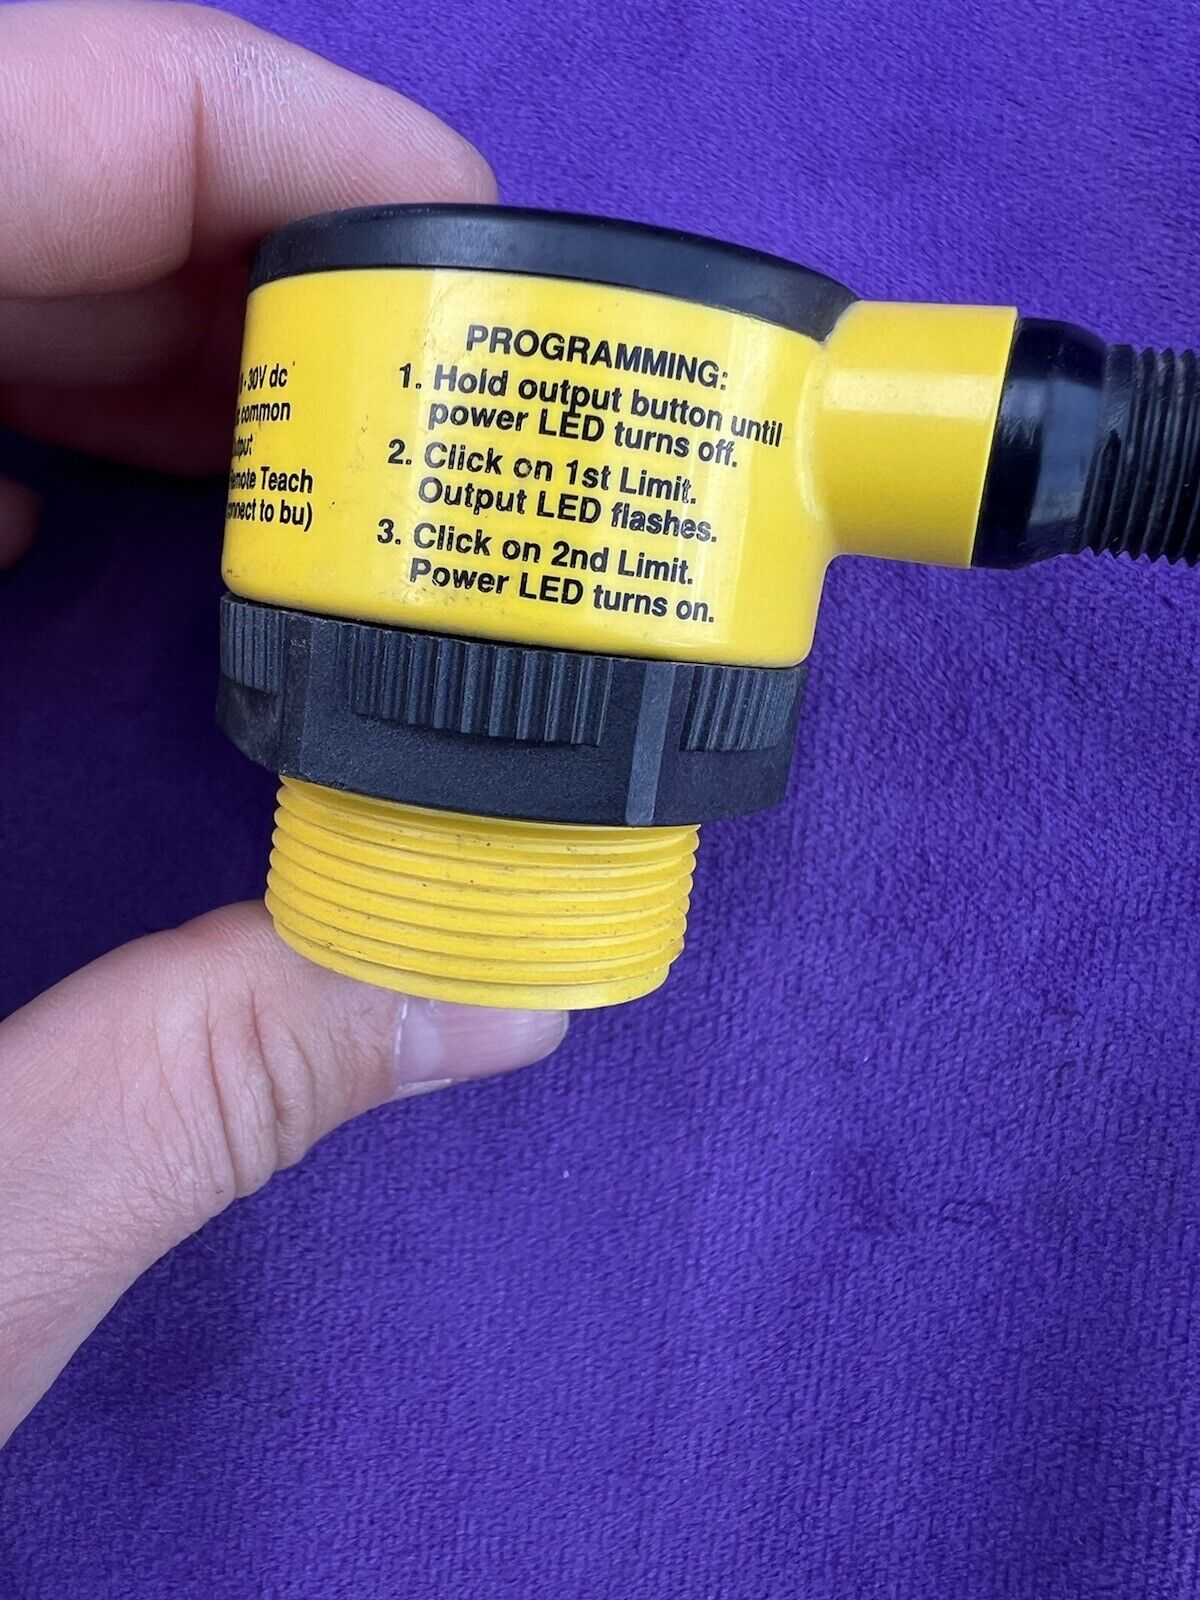 30V dc
common
Teach
to bu)
PROGRAMMING:
1. Hold output button until
power LED turns off.
2. Click on 1st Limit.
Output LED flashes.
3. Click on 2nd Limit.
Power LED turns on.